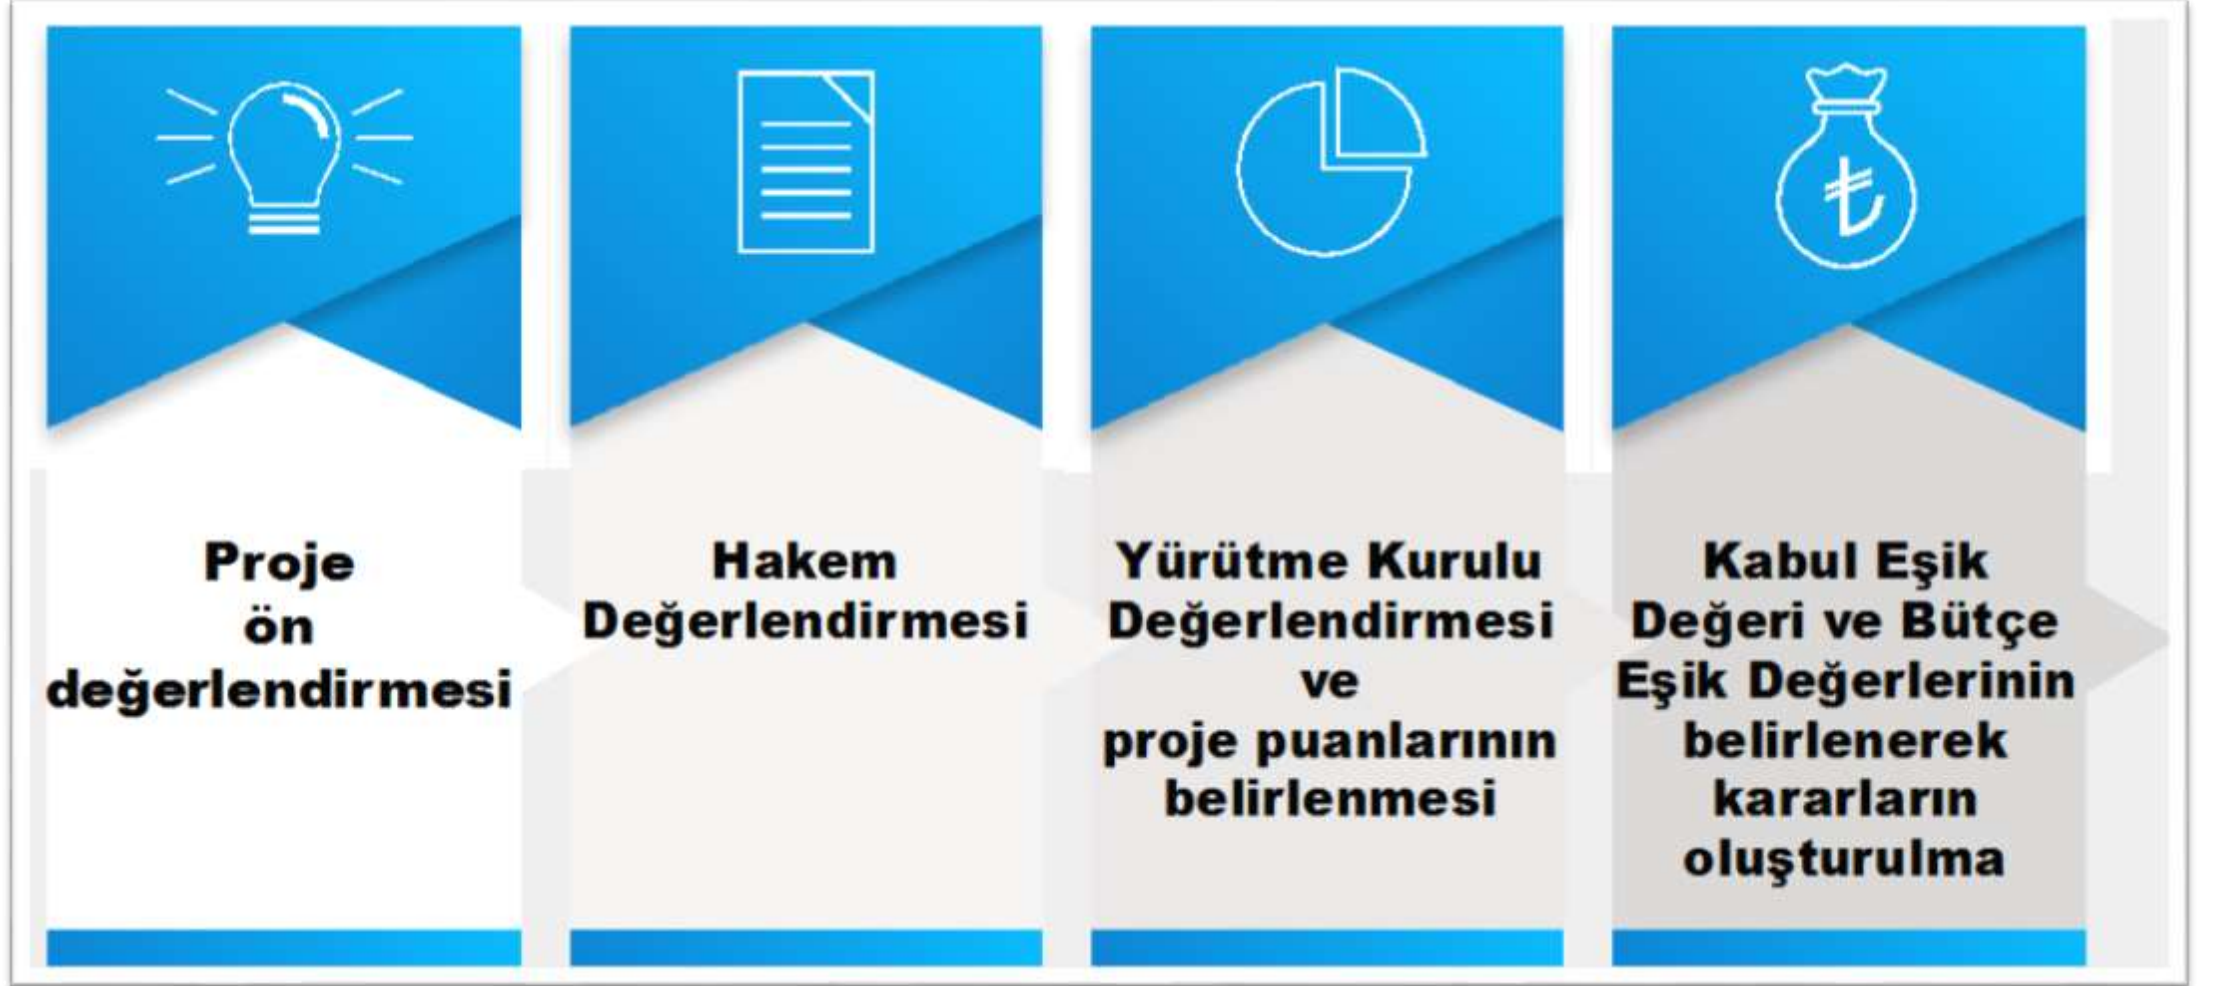 Proje
ön
değerlendirmesi
Hakem
Değerlendirmesi
Yürütme Kurulu
Değerlendirmesi
ve
proje puanlarının
belirlenmesi
₺
Kabul Eşik
Değeri ve Bütçe
Eşik Değerlerinin
belirlenerek
kararların
oluşturulma